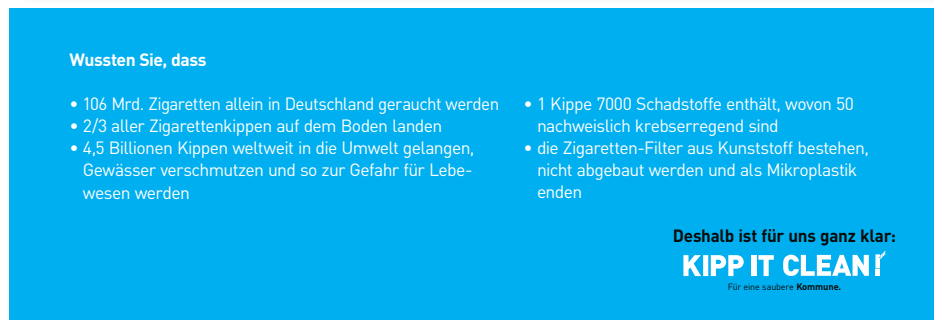 Wussten Sie, dass
• 106 Mrd. Zigaretten allein in Deutschland geraucht werden
• 2/3 aller Zigarettenkippen auf dem Boden landen
• 4,5 Billionen Kippen weltweit in die Umwelt gelangen,
Gewässer verschmutzen und so zur Gefahr für Lebe-
wesen werden
• 1 Kippe 7000 Schadstoffe enthält, wovon 50
nachweislich krebserregend sind
• die Zigaretten-Filter aus Kunststoff bestehen,
nicht abgebaut werden und als Mikroplastik
enden
Deshalb ist für uns ganz klar:
KIPP IT CLEAN!
Für eine saubere Kommune.